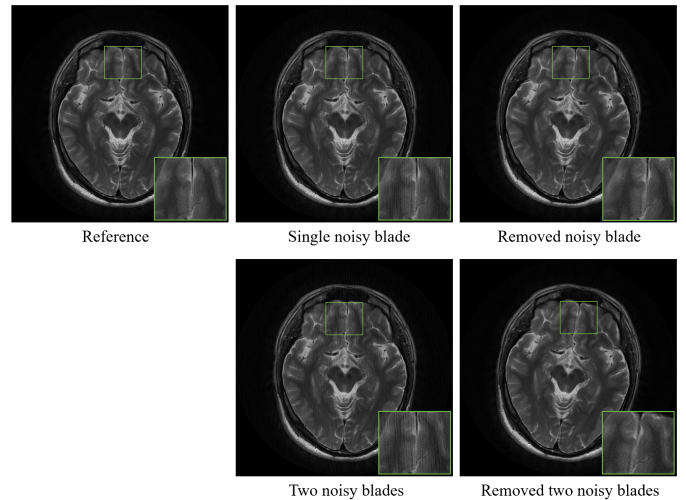 Reference
Single noisy blade
Removed noisy blade
Two noisy blades
Removed two noisy blades